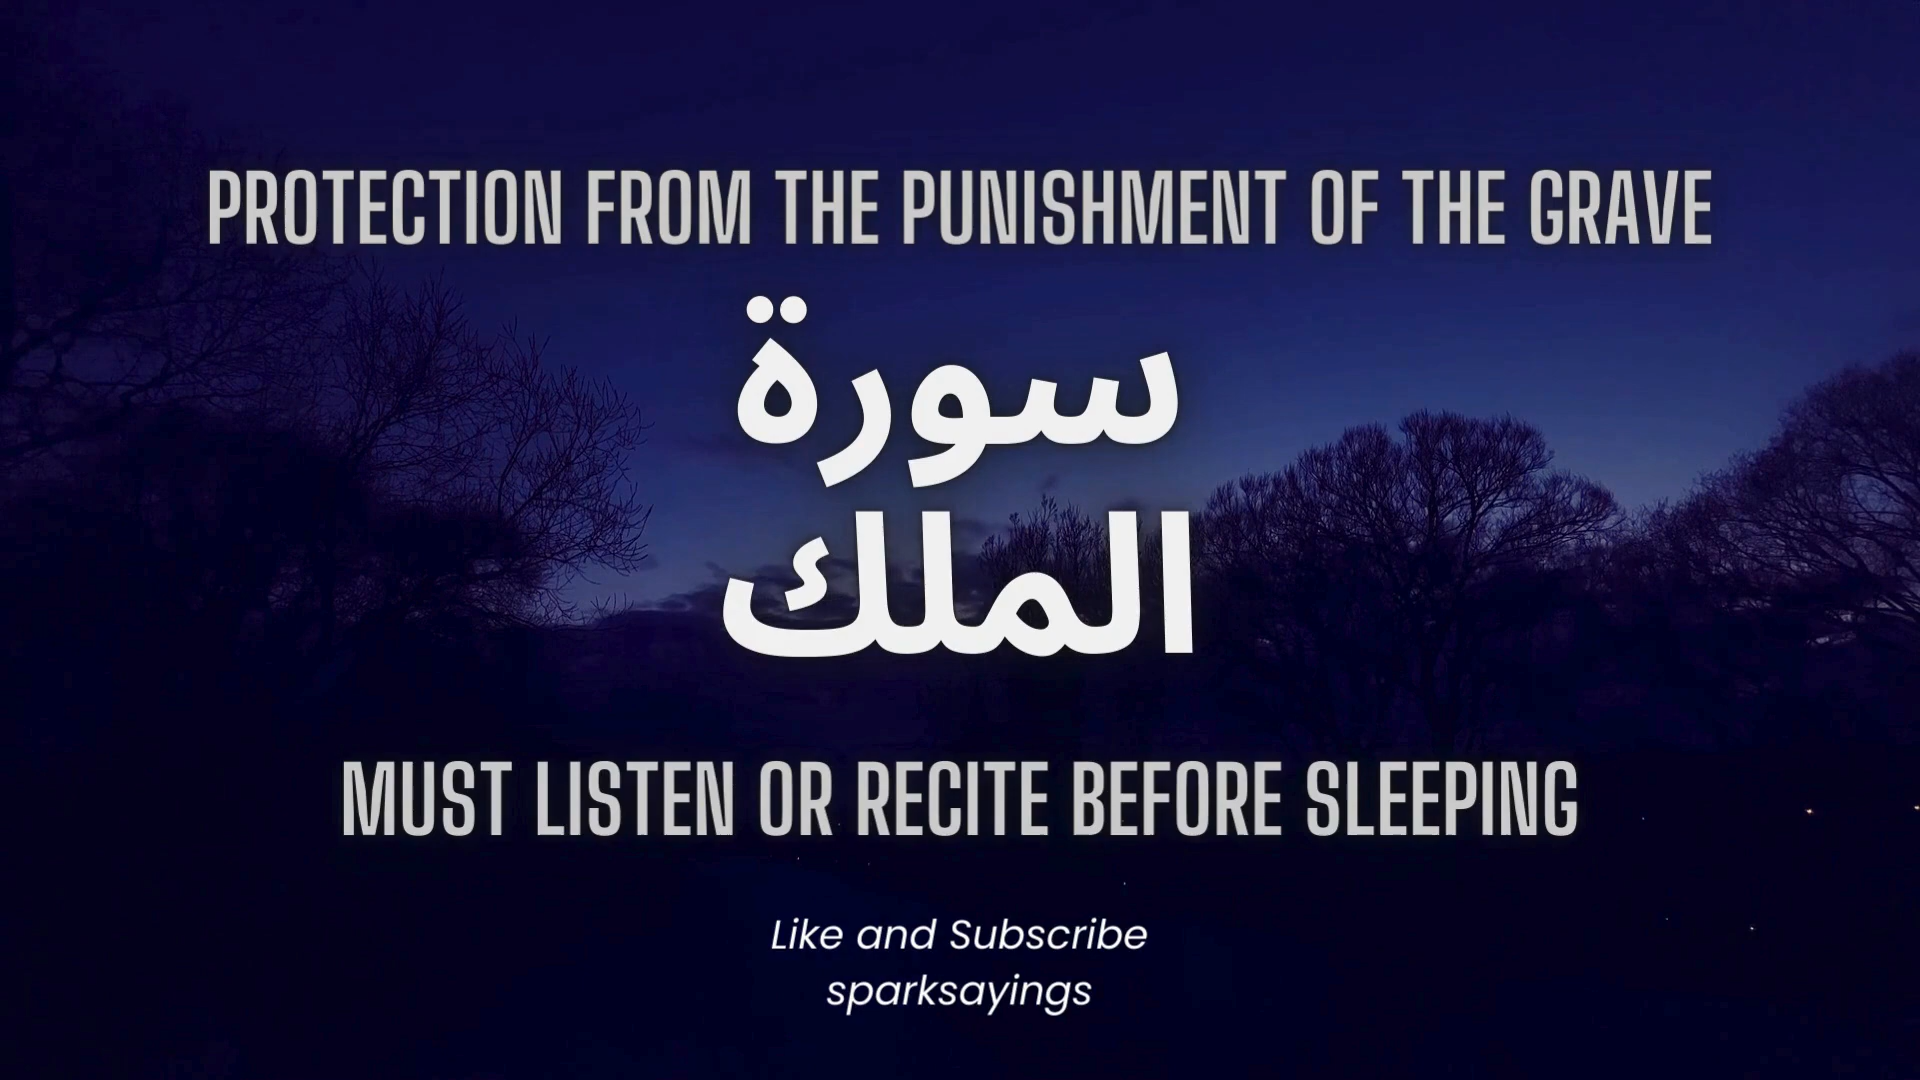 PROTECTION FROM THE PUNISHMENT OF THE GRAVE
سورة
الملك
MUST LISTEN OR RECITE BEFORE SLEEPING
Like and Subscribe
sparksayings